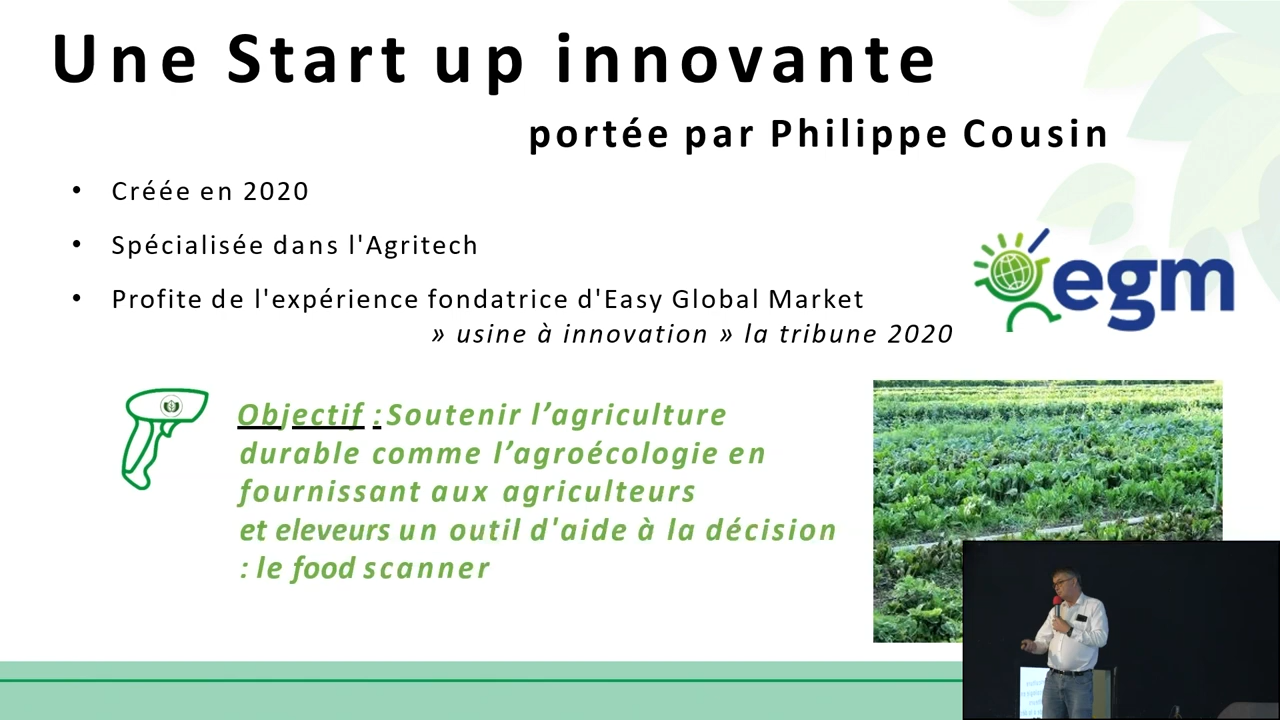 Une Start up innovante
portée par Philippe Cousin
• Créée en 2020
• Spécialisée dans l'Agritech
• Profite de l'expérience fondatrice d'Easy Global Market
» usine à innovation » la tribune 2020
egm
Objectif : Soutenir l’agriculture
durable comme l’agroécologie en
fournissant aux agriculteurs
et eleveurs un outil d'aide à la décision
: le food scanner